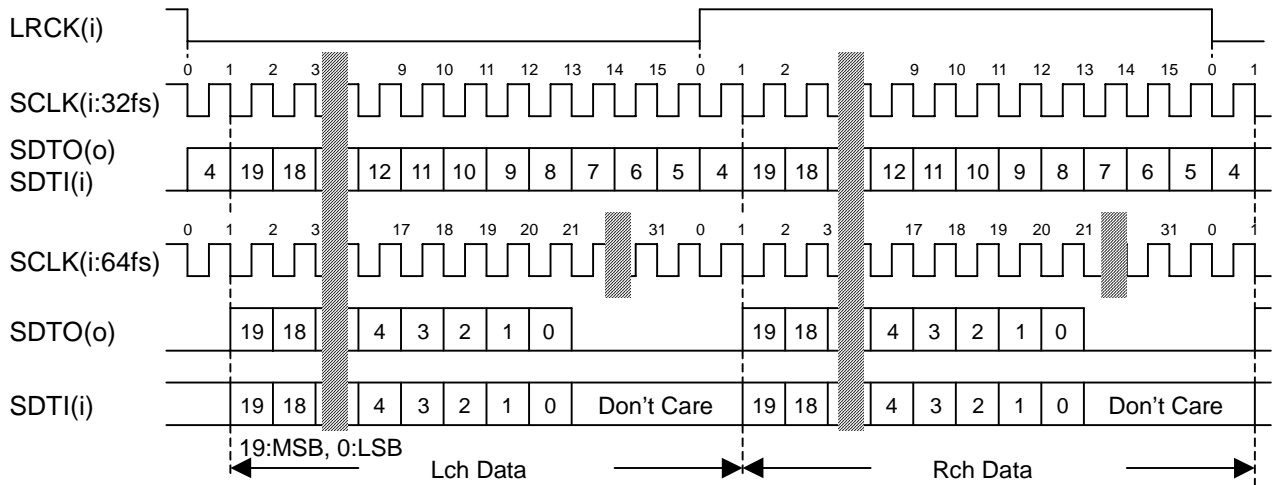 LRCK(i)
0 1 2 3 9 10 11 12 13 14 15 0 1 2 9 10 11 12 13 14 15 0 1
SCLK(i:32fs)
SDTO(o)
SDTI(i)
4 19 18 12 11 10 9 8 7 6 5 4 19 18 12 11 10 9 8 7 6 5 4
0 1 2 3 17 18 19 20 21 31 0 1 2 3 17 18 19 20 21 31 0 1
SCLK(i:64fs)
SDTO(o) 19 18 4 3 2 1 0 19 18 4 3 2 1 0
SDTI(i) 19 18 4 3 2 1 0 Don't Care 19 18 4 3 2 1 0 Don't Care
19:MSB, 0:LSB
Lch Data Rch Data